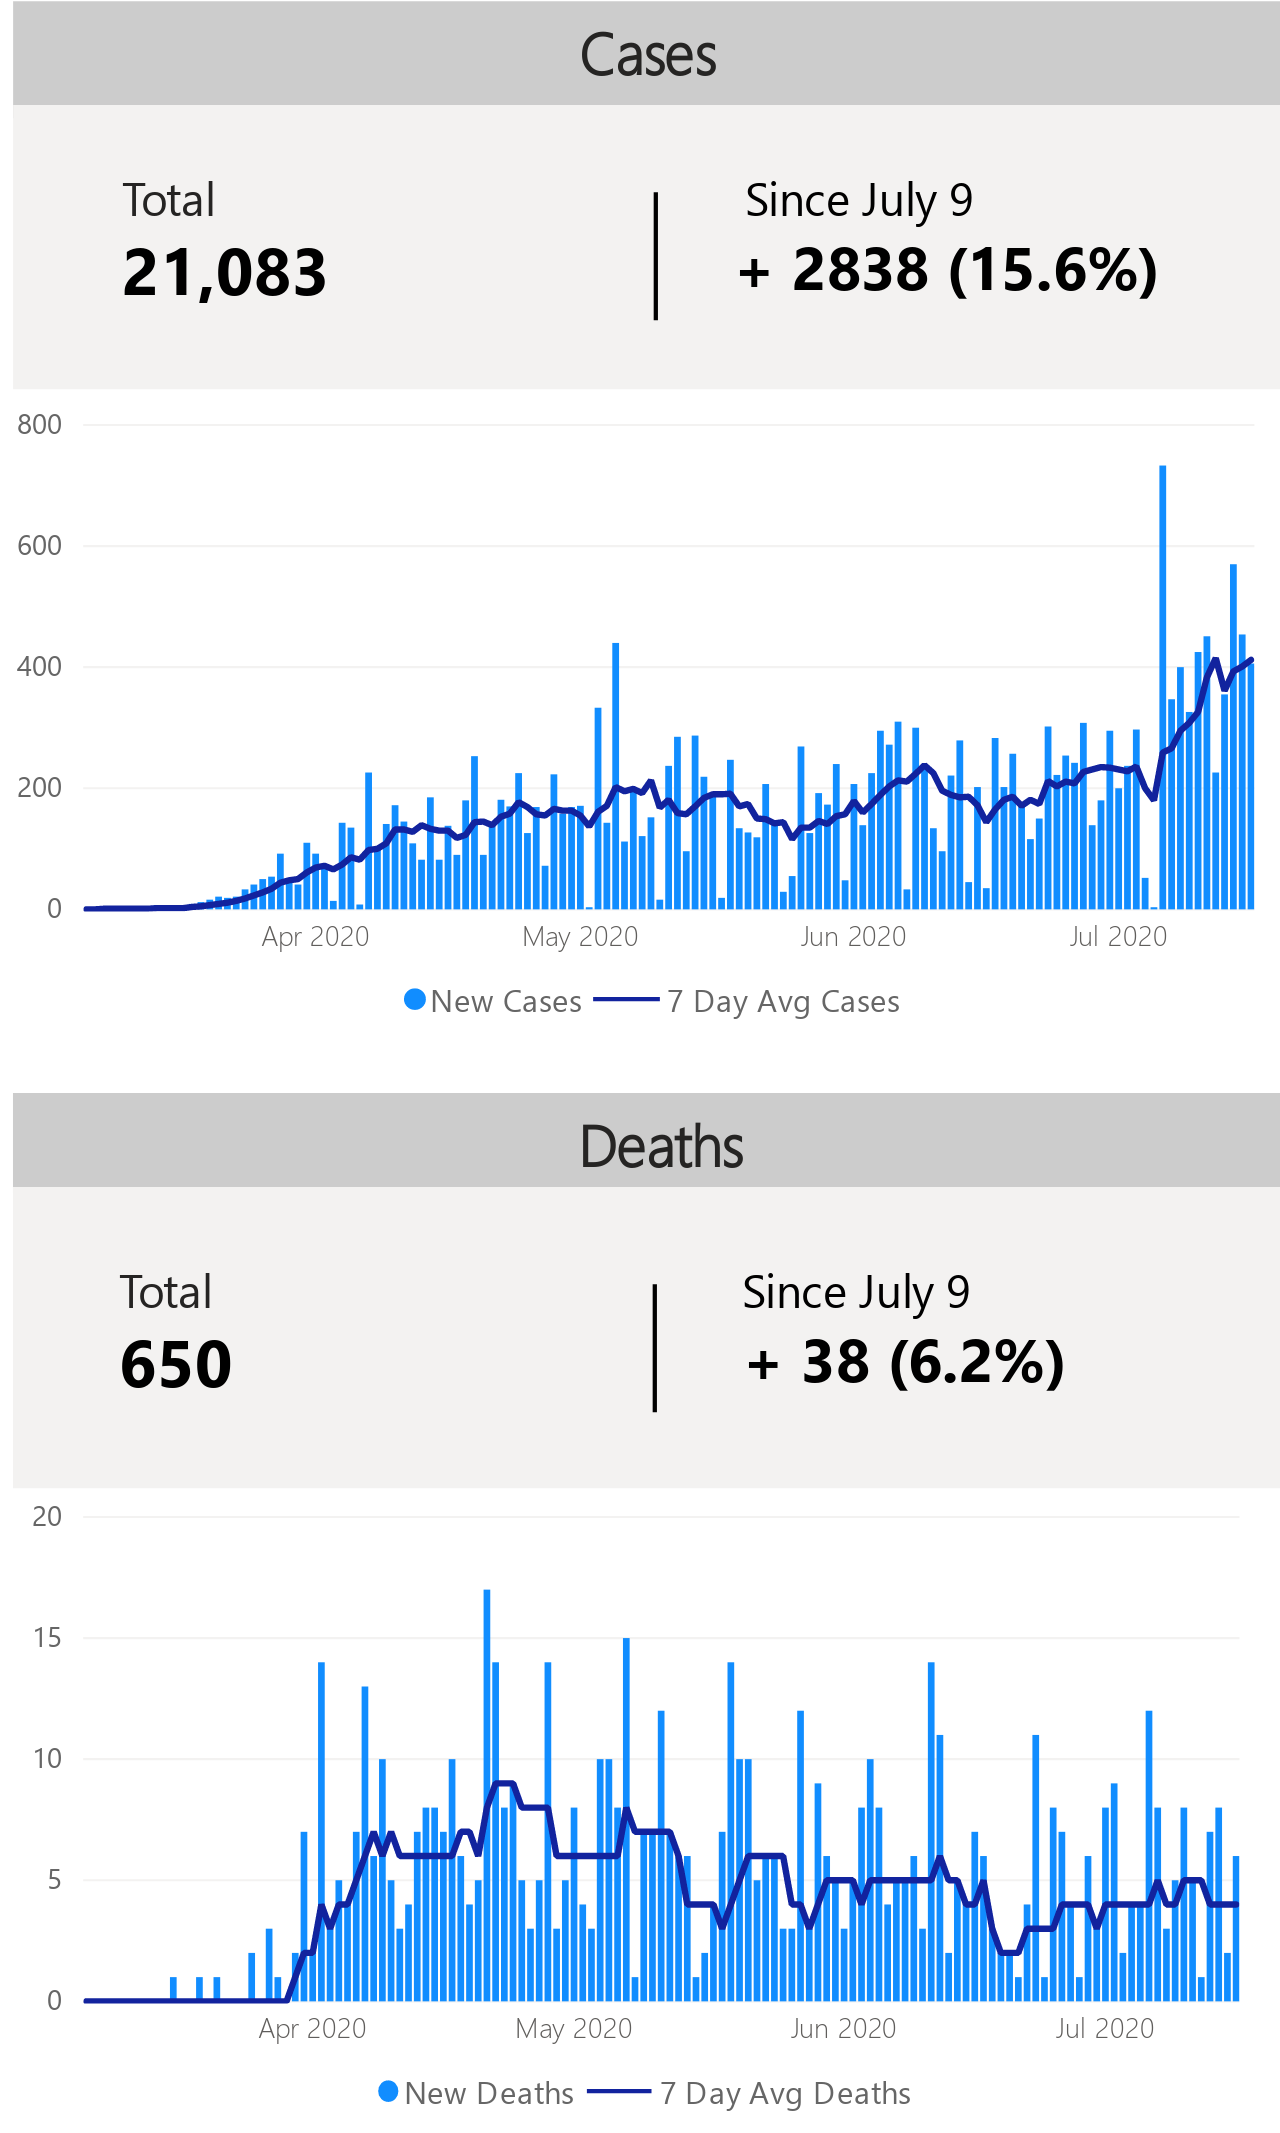 Cases
Total
Since July 9
21,083
+ 2838 (15.6%)
800
600
400
200
0
Apr 2020
May 2020
Jun 2020
Jul 2020
New Cases
7 Day Avg Cases
Deaths
Total
Since July 9
650
+ 38 (6.2%)
20
15
10
5
0
Apr 2020
May 2020
Jun 2020
Jul 2020
New Deaths
7 Day Avg Deaths